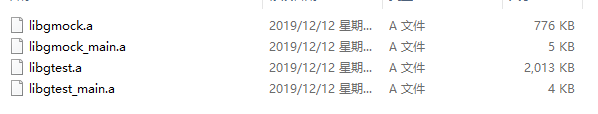 libgmock.a 2019/12/12 星期... A 文件 776 KB
libgmock_main.a 2019/12/12 星期... A 文件 5 KB
libgtest.a 2019/12/12 星期... A 文件 2,013 KB
libgtest_main.a 2019/12/12 星期... A 文件 4 KB